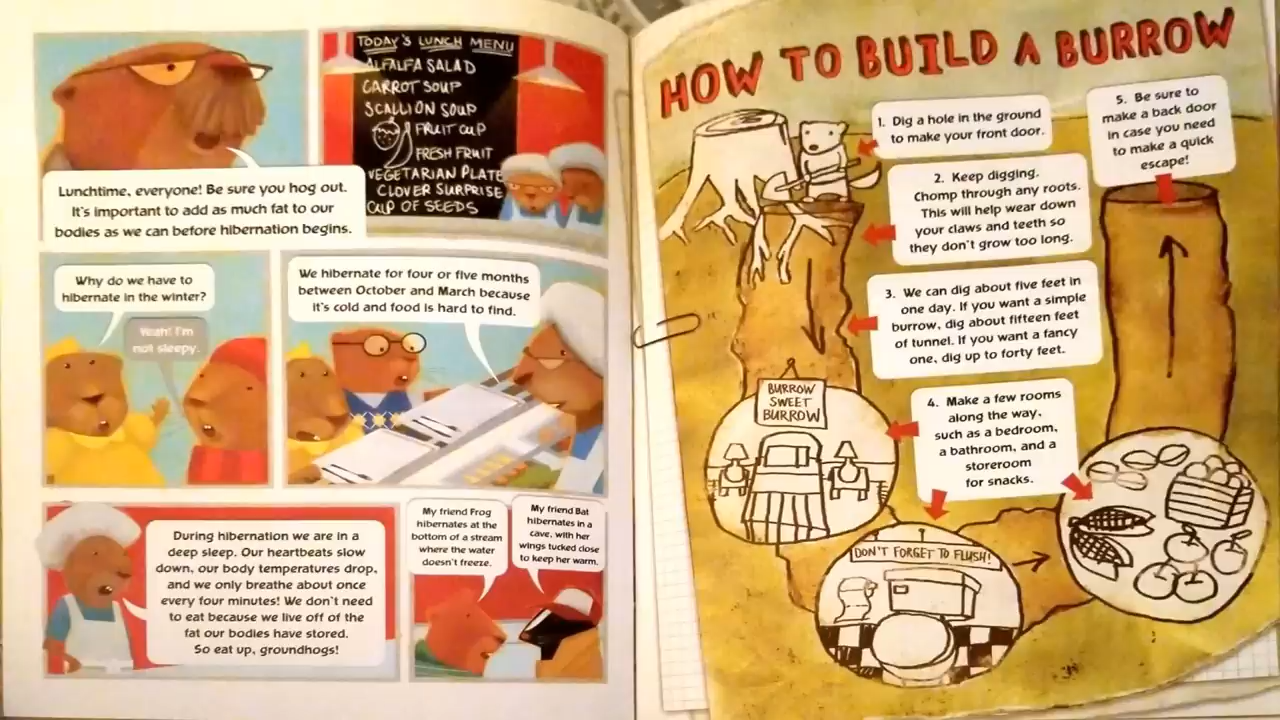 TODAY'S LUNCH MENU
ALFALFA SALAD
CARROT SOUP
SCALLION SOUP
FRUIT CUP
FRESH FRUIT
VEGETARIAN PLATE
CLOVER SURPRISE
CUP OF SEEDS
Lunchtime, everyone! Be sure you hog out.
It's important to add as much fat to our
bodies as we can before hibernation begins.
Why do we have to
hibernate in the winter?
Yeah! I'm
not sleepy.
We hibernate for four or five months
between October and March because
it's cold and food is hard to find.
During hibernation we are in a
deep sleep. Our heartbeats slow
down, our body temperatures drop,
and we only breathe about once
every four minutes! We don't need
to eat because we live off of the
fat our bodies have stored.
So eat up, groundhogs!
My friend Frog
hibernates at the
bottom of a stream
where the water
doesn't freeze.
My friend Bat
hibernates in a
cave, with her
wings tucked close
to keep her warm.
HOW TO BUILD A BURROW
1. Dig a hole in the ground
to make your front door.
2. Keep digging.
Chomp through any roots.
This will help wear down
your claws and teeth so
they don't grow too long.
3. We can dig about five feet in
one day. If you want a simple
burrow, dig about fifteen feet
of tunnel. If you want a fancy
one, dig up to forty feet.
4. Make a few rooms
along the way,
such as a bedroom,
a bathroom, and a
storeroom
for snacks.
5. Be sure to
make a back door
in case you need
to make a quick
escape!
BURROW
SWEET
BURROW
DON'T FORGET TO FLUSH!